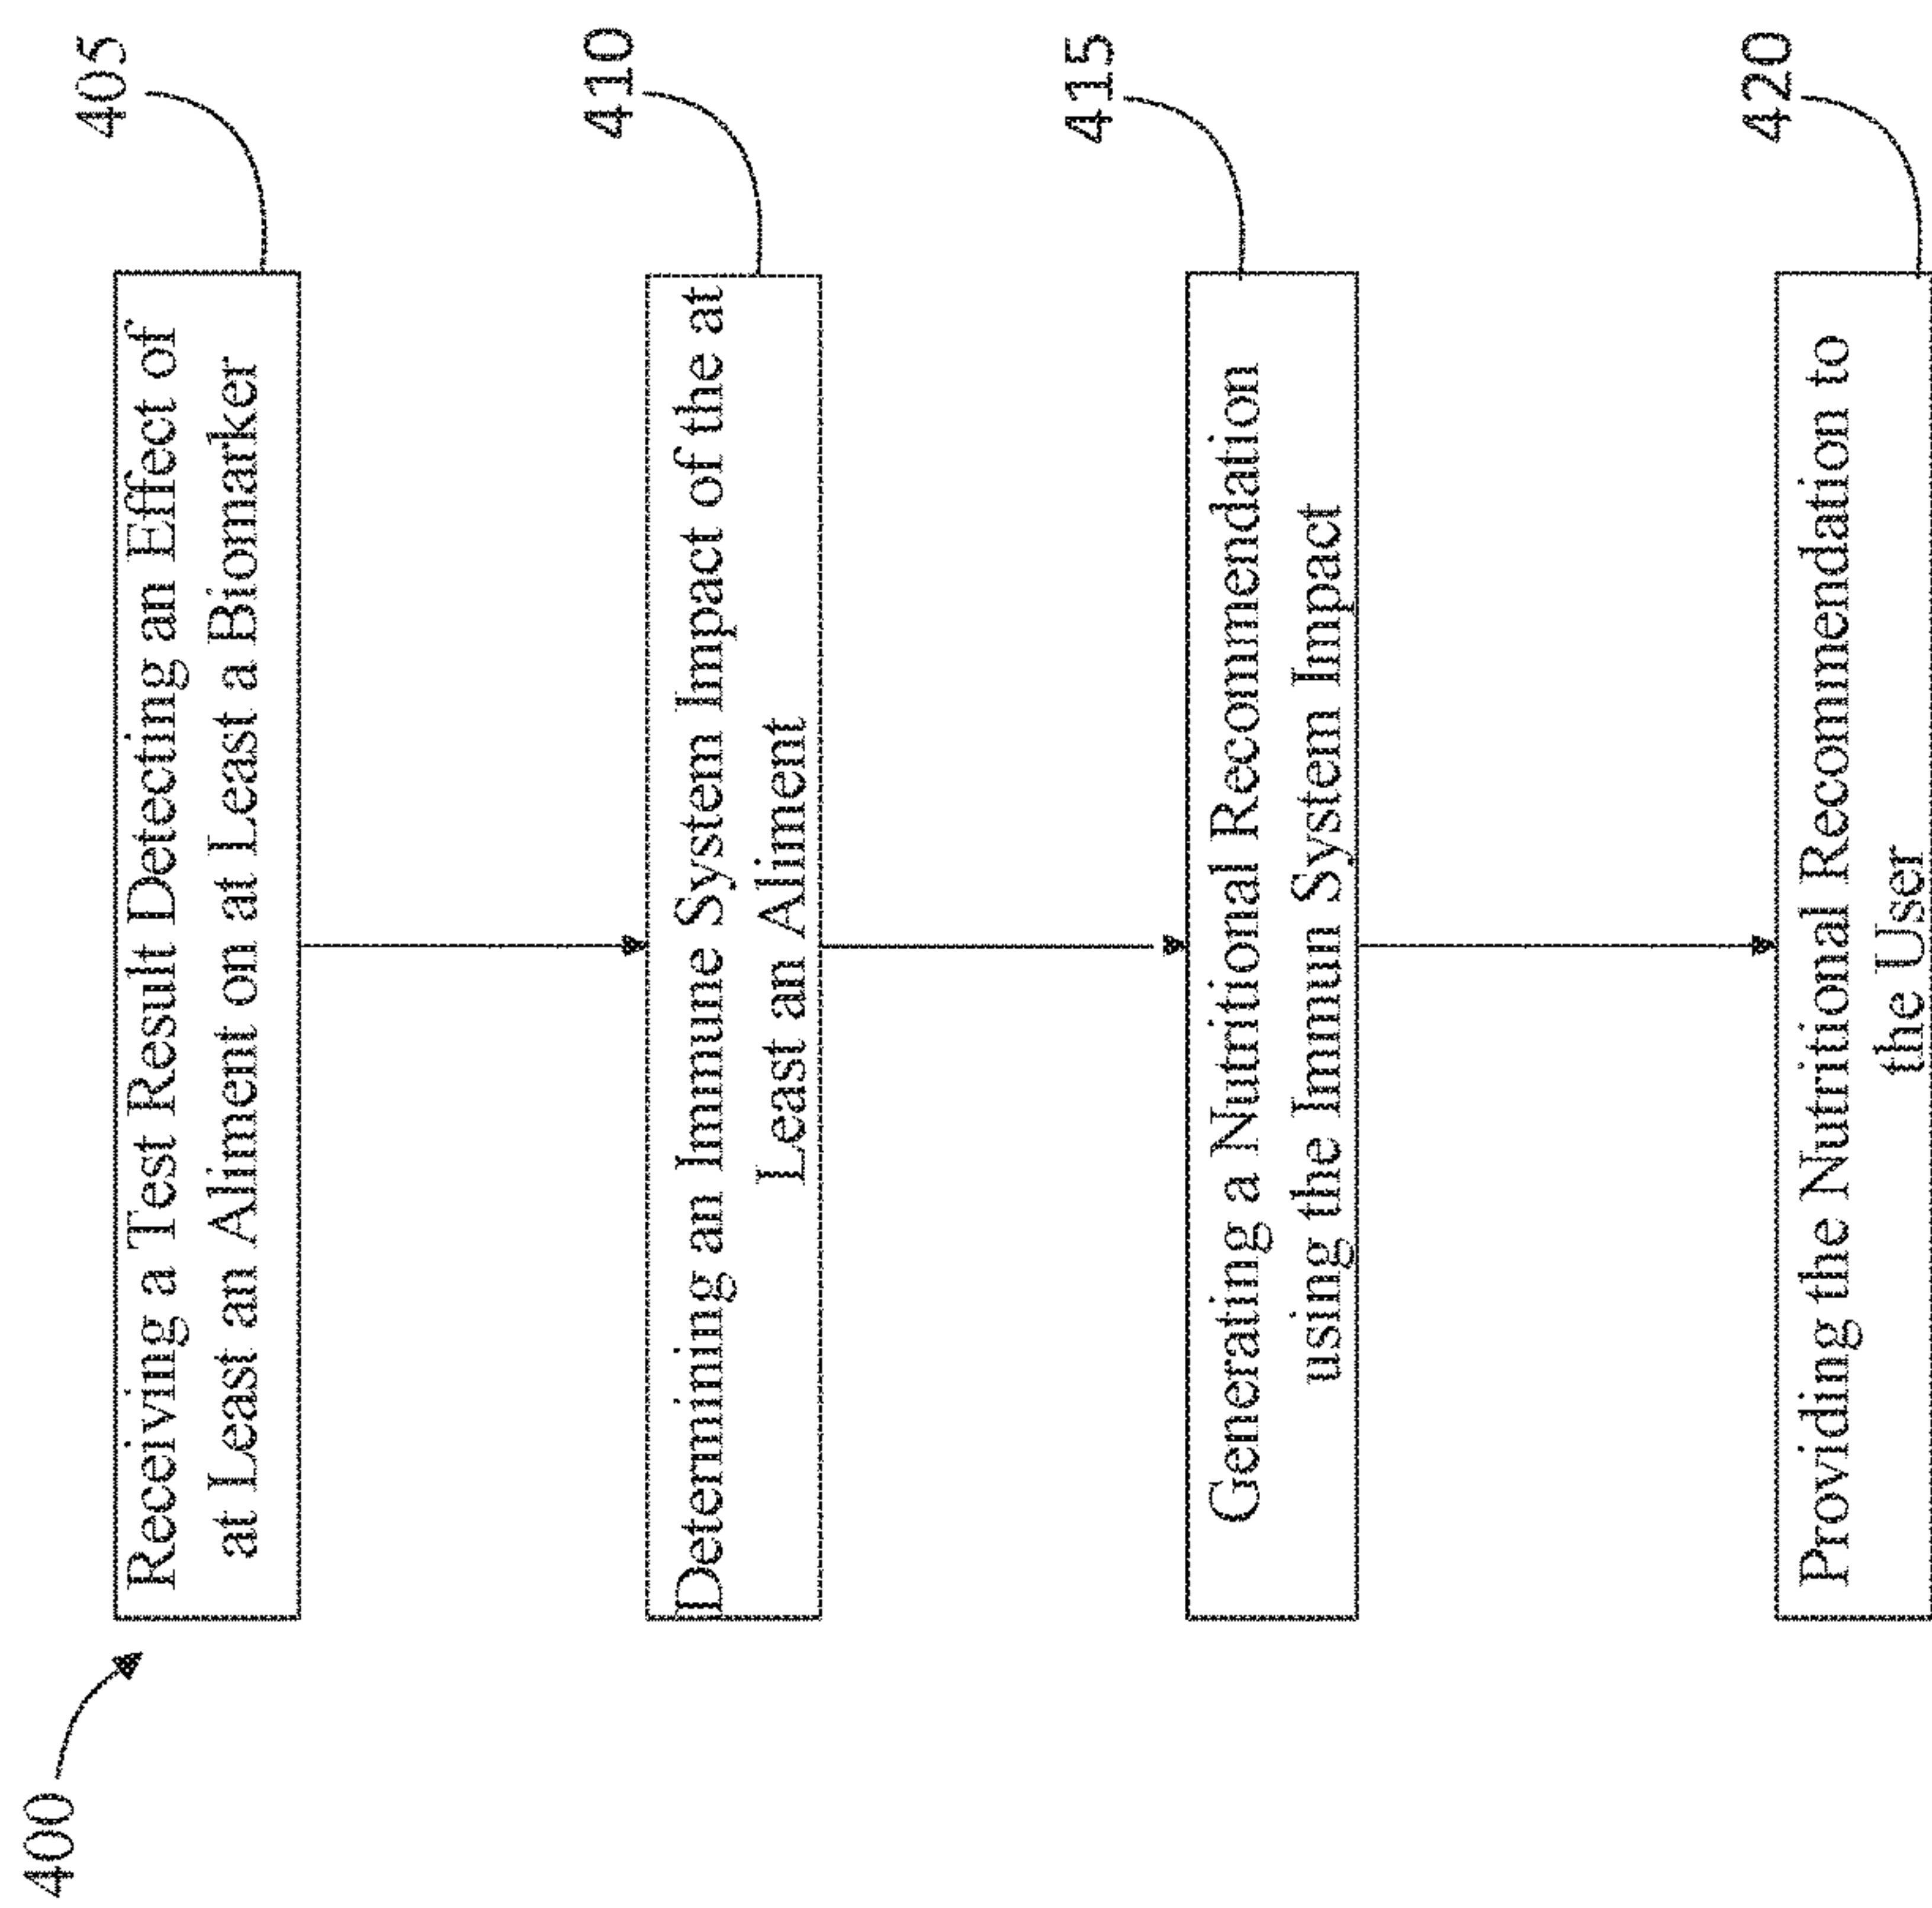 400
405
Receiving a Test Result Detecting an Effect of
at Least an Aliment on at Least a Biomarker
410
Determining an Immune System Impact of the at
Least an Aliment
415
Generating a Nutritional Recommendation
using the Immun System Impact
420
Providing the Nutritional Recommendation to
the User